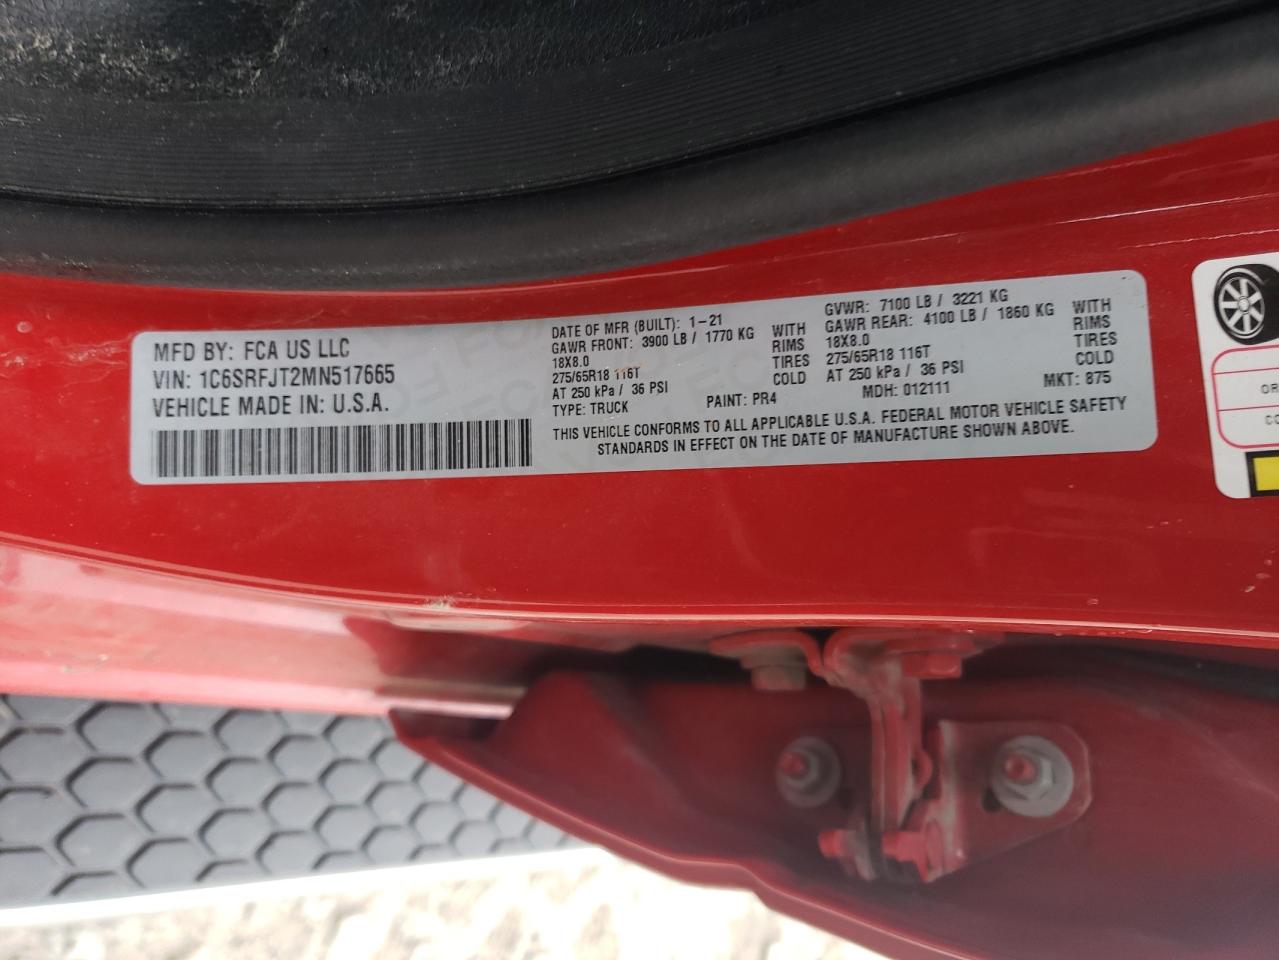 MFD BY: FCA US LLC
VIN: 1C6SRFJT2MN517665
VEHICLE MADE IN: U.S.A.
DATE OF MFR (BUILT): 1-21
GVWR: 7100 LB / 3221 KG
GAWR FRONT: 3900 LB / 1770 KG WITH
18X8.0 RIMS
275/65R18 116T TIRES
AT 250 kPa / 36 PSI COLD
GAWR REAR: 4100 LB / 1860 KG WITH
18X8.0 RIMS
275/65R18 116T TIRES
AT 250 kPa / 36 PSI COLD
TYPE: TRUCK PAINT: PR4 MDH: 012111 MKT: 875
THIS VEHICLE CONFORMS TO ALL APPLICABLE U.S.A. FEDERAL MOTOR VEHICLE SAFETY
STANDARDS IN EFFECT ON THE DATE OF MANUFACTURE SHOWN ABOVE.